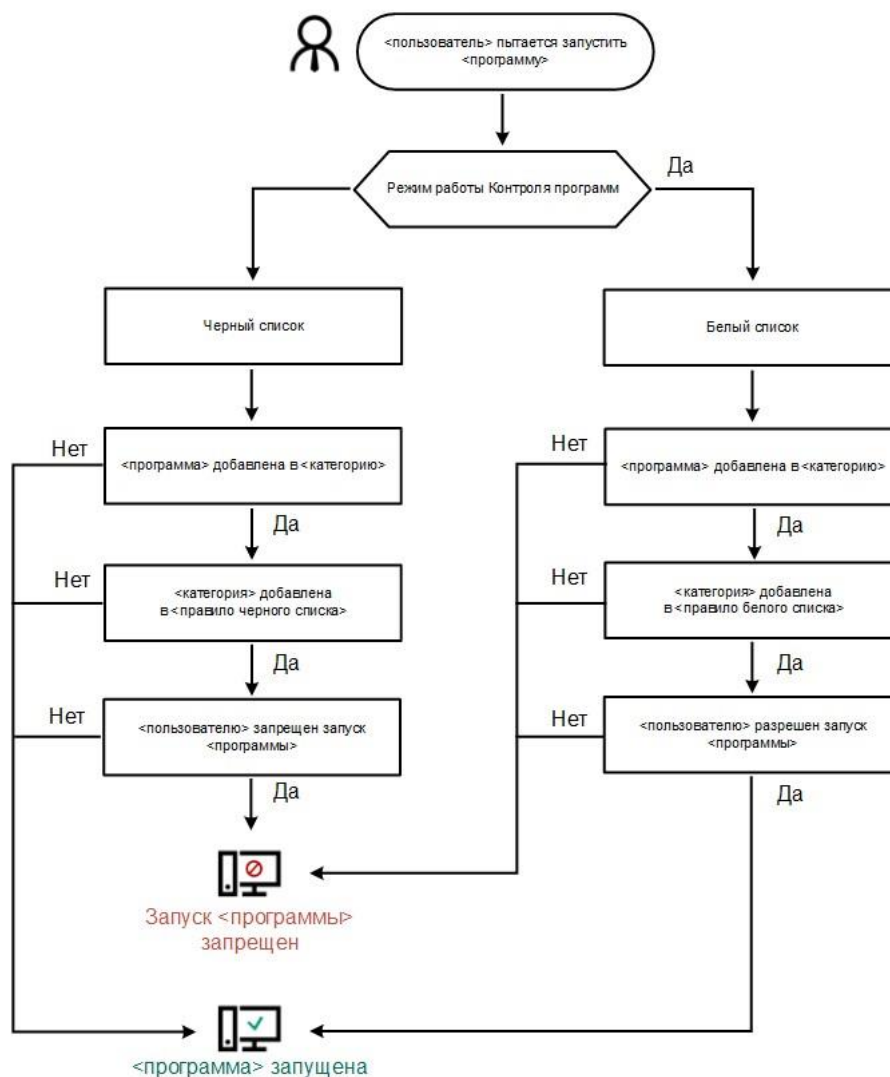 <пользователь> пытается запустить
<программу>
Да
Режим работы Контроля программ
Черный список
Белый список
Нет
<программа> добавлена в <категорию>
Нет
<программа> добавлена в <категорию>
Да
Да
Нет
<категория> добавлена
в <правило черного списка>
Нет
<категория> добавлена
в <правило белого списка>
Да
Да
Нет
<пользователю> запрещен запуск
<программы>
Нет
<пользователю> разрешен запуск
<программы>
Да
Да
Запуск <программы>
запрещен
<программа> запущена